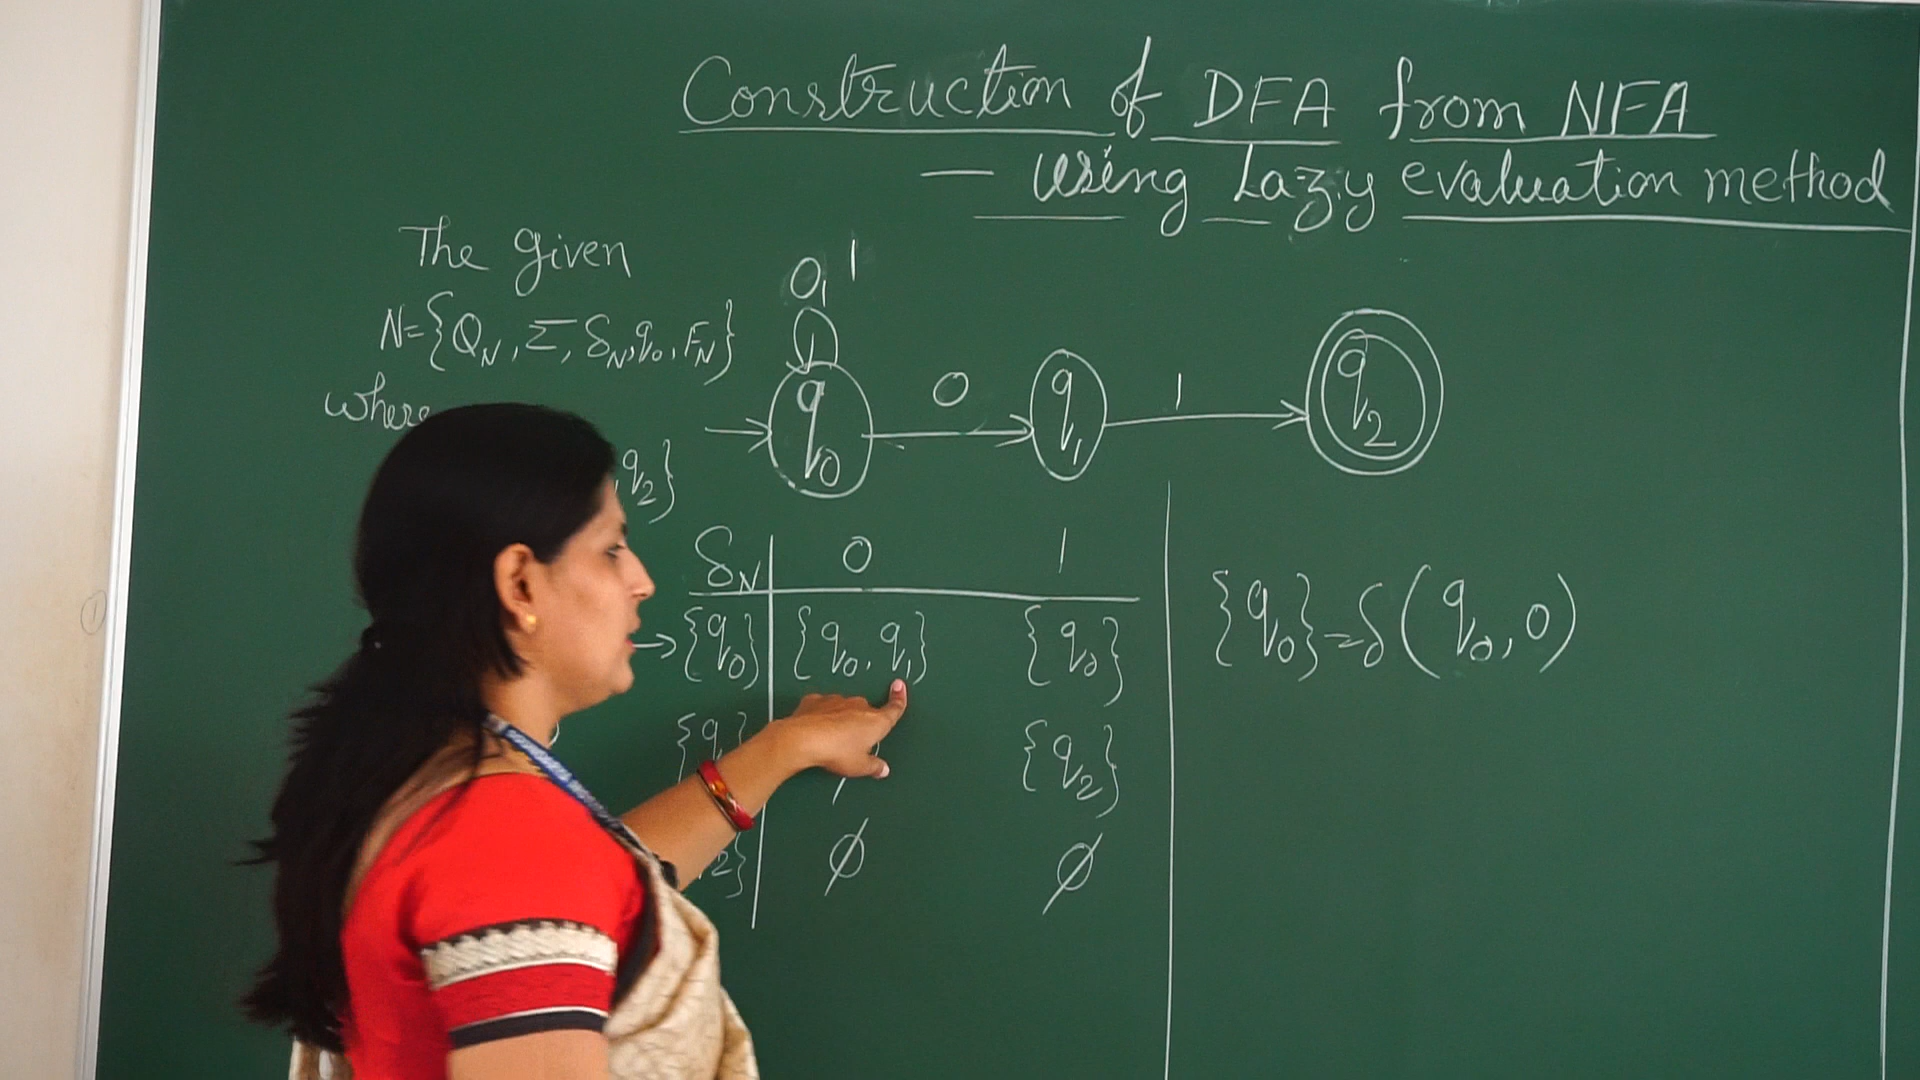 Construction of DFA from NFA
— using Lazy evaluation method
The given
N={Q_N, Σ, δ_N, q_0, F_N}
where
, q_2}
0, 1
q_0 0 q_1 1 q_2
δ_N 0 1
→{q_0} {q_0, q_1} {q_0}
{q {q_2}
2} ∅ ∅
{q_0}=δ(q_0, 0)